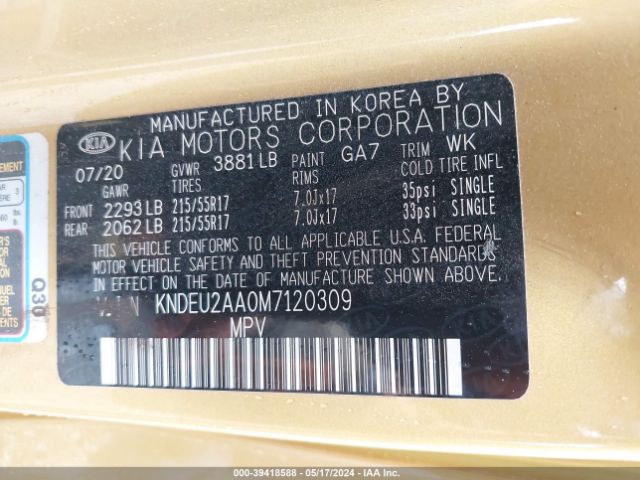 MANUFACTURED IN KOREA BY
KIA KIA MOTORS CORPORATION
07/20 GVWR 3881 LB PAINT GA7 TRIM WK
GAWR TIRES RIMS COLD TIRE INFL
FRONT 2293 LB 215/55R17 7.0Jx17 35psi SINGLE
REAR 2062 LB 215/55R17 7.0Jx17 33psi SINGLE
THIS VEHICLE CONFORMS TO ALL APPLICABLE U.S.A. FEDERAL
MOTOR VEHICLE SAFETY AND THEFT PREVENTION STANDARDS
IN EFFECT ON THE DATE OF MANUFACTURE SHOWN ABOVE.
KNDEU2AA0M7120309
MPV
Q30
000-39418588 - 05/17/2024 - IAA Inc.